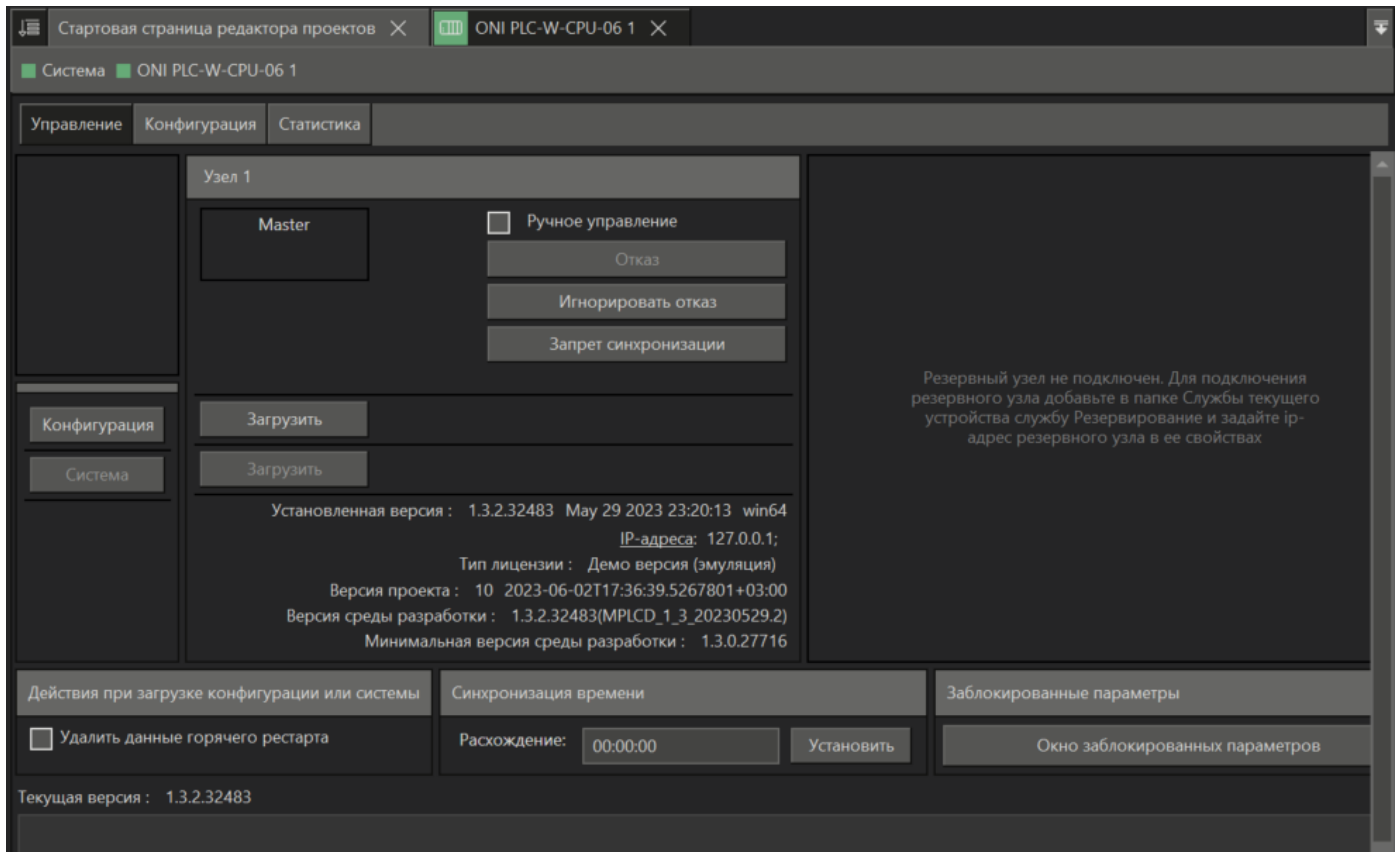 Стартовая страница редактора проектов
ONI PLC-W-CPU-06 1
Система ONI PLC-W-CPU-06 1
Управление Конфигурация Статистика
Узел 1
Master
Ручное управление
Отказ
Игнорировать отказ
Запрет синхронизации
Конфигурация
Система
Загрузить
Загрузить
Установленная версия : 1.3.2.32483 May 29 2023 23:20:13 win64
IP-адреса: 127.0.0.1;
Тип лицензии : Демо версия (эмуляция)
Версия проекта : 10 2023-06-02T17:36:39.5267801+03:00
Версия среды разработки : 1.3.2.32483(MPLCD_1_3_20230529.2)
Минимальная версия среды разработки : 1.3.0.27716
Резервный узел не подключен. Для подключения
резервного узла добавьте в папке Службы текущего
устройства службу Резервирование и задайте ip-
адрес резервного узла в ее свойствах
Действия при загрузке конфигурации или системы
Удалить данные горячего рестарта
Синхронизация времени
Расхождение: 00:00:00 Установить
Заблокированные параметры
Окно заблокированных параметров
Текущая версия : 1.3.2.32483